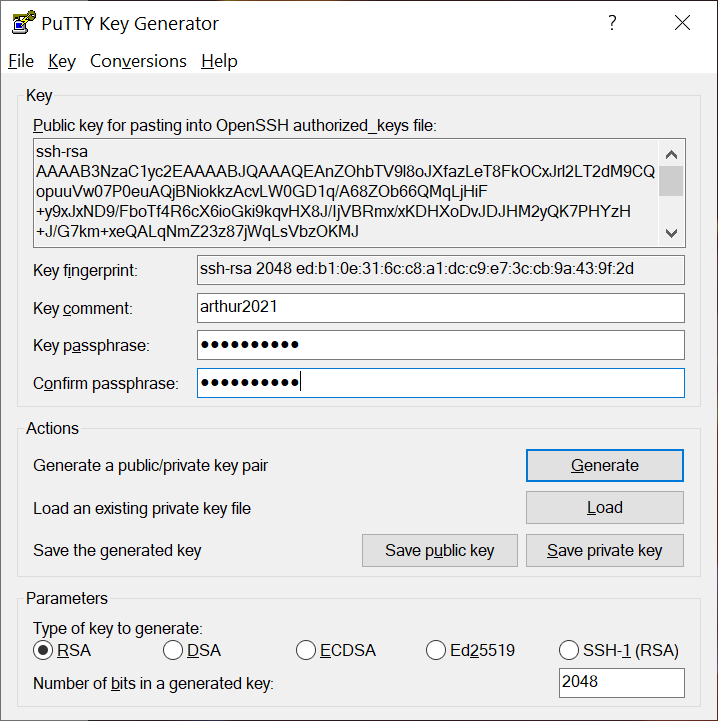 PuTTY Key Generator
File Key Conversions Help
Key
Public key for pasting into OpenSSH authorized_keys file:
ssh-rsa
AAAAB3NzaC1yc2EAAAABJQAAAQEAnZOhbTV9l8oJXfazLeT8FkOCxJrl2LT2dM9CQ
opuuVw07P0euAQjBNiokkzAcvLW0GD1q/A68ZOb66QMqLjHiF
+y9xJxND9/FboTf4R6cX6ioGki9kqvHX8J/IjVBRmx/xKDHXoDvJDJHM2yQK7PHYzH
+J/G7km+xeQALqNmZ23z87jWqLsVbzOKMJ
Key fingerprint: ssh-rsa 2048 ed:b1:0e:31:6c:c8:a1:dc:c9:e7:3c:cb:9a:43:9f:2d
Key comment: arthur2021
Key passphrase: ●●●●●●●●●●
Confirm passphrase: ●●●●●●●●●●
Actions
Generate a public/private key pair Generate
Load an existing private key file Load
Save the generated key Save public key Save private key
Parameters
Type of key to generate:
RSA DSA ECDSA Ed25519 SSH-1 (RSA)
Number of bits in a generated key: 2048